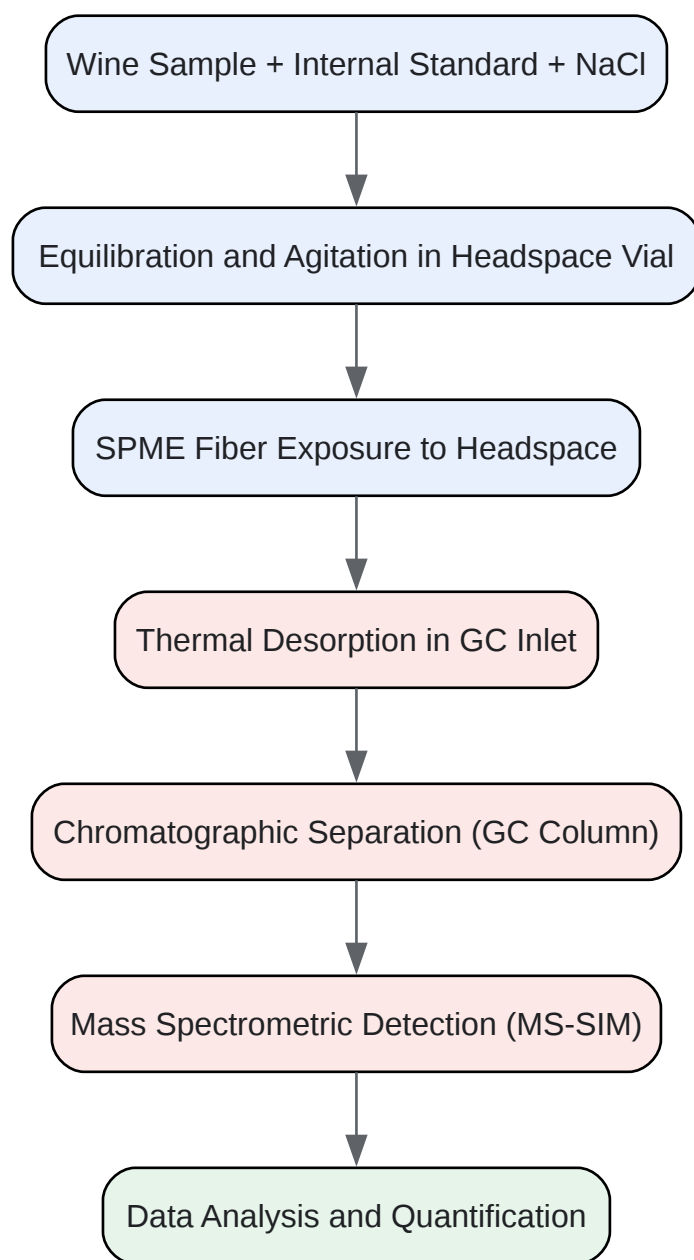 Wine Sample + Internal Standard + NaCl
Equilibration and Agitation in Headspace Vial
SPME Fiber Exposure to Headspace
Thermal Desorption in GC Inlet
Chromatographic Separation (GC Column)
Mass Spectrometric Detection (MS-SIM)
Data Analysis and Quantification